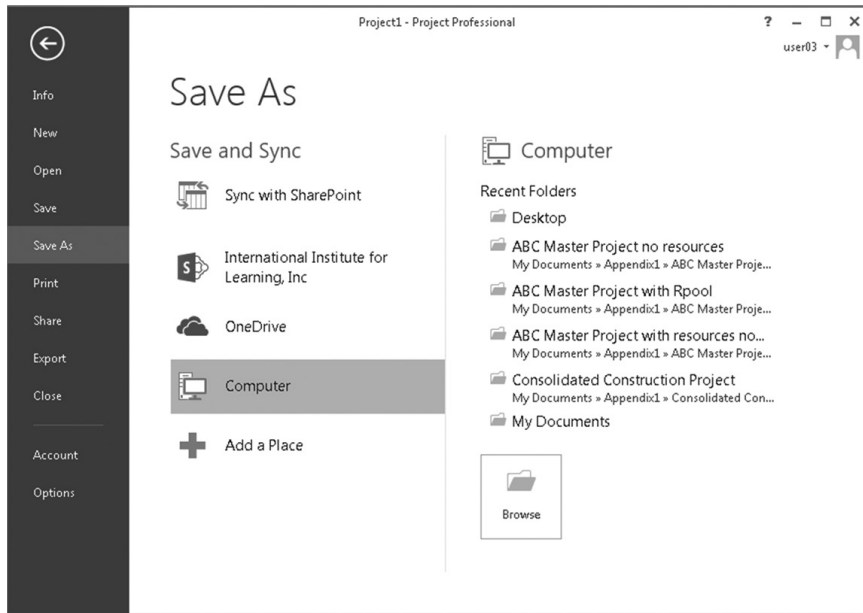 Project1 - Project Professional
?
user03
Info
New
Open
Save
Save As
Print
Share
Export
Close
Account
Options
Save As
Save and Sync
Sync with SharePoint
International Institute for
Learning, Inc
OneDrive
Computer
Add a Place
Computer
Recent Folders
Desktop
ABC Master Project no resources
My Documents » Appendix1 » ABC Master Proje...
ABC Master Project with Rpool
My Documents » Appendix1 » ABC Master Proje...
ABC Master Project with resources no...
My Documents » Appendix1 » ABC Master Proje...
Consolidated Construction Project
My Documents » Appendix1 » Consolidated Con...
My Documents
Browse